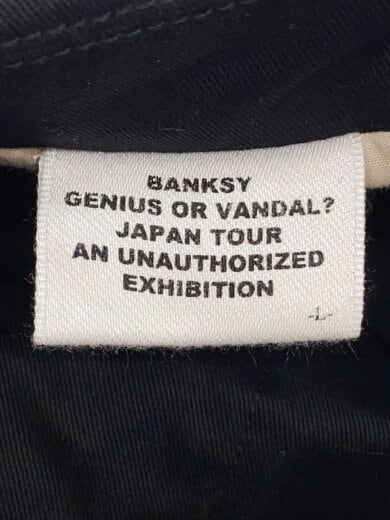 BANKSY
GENIUS OR VANDAL?
JAPAN TOUR
AN UNAUTHORIZED
EXHIBITION
-L-